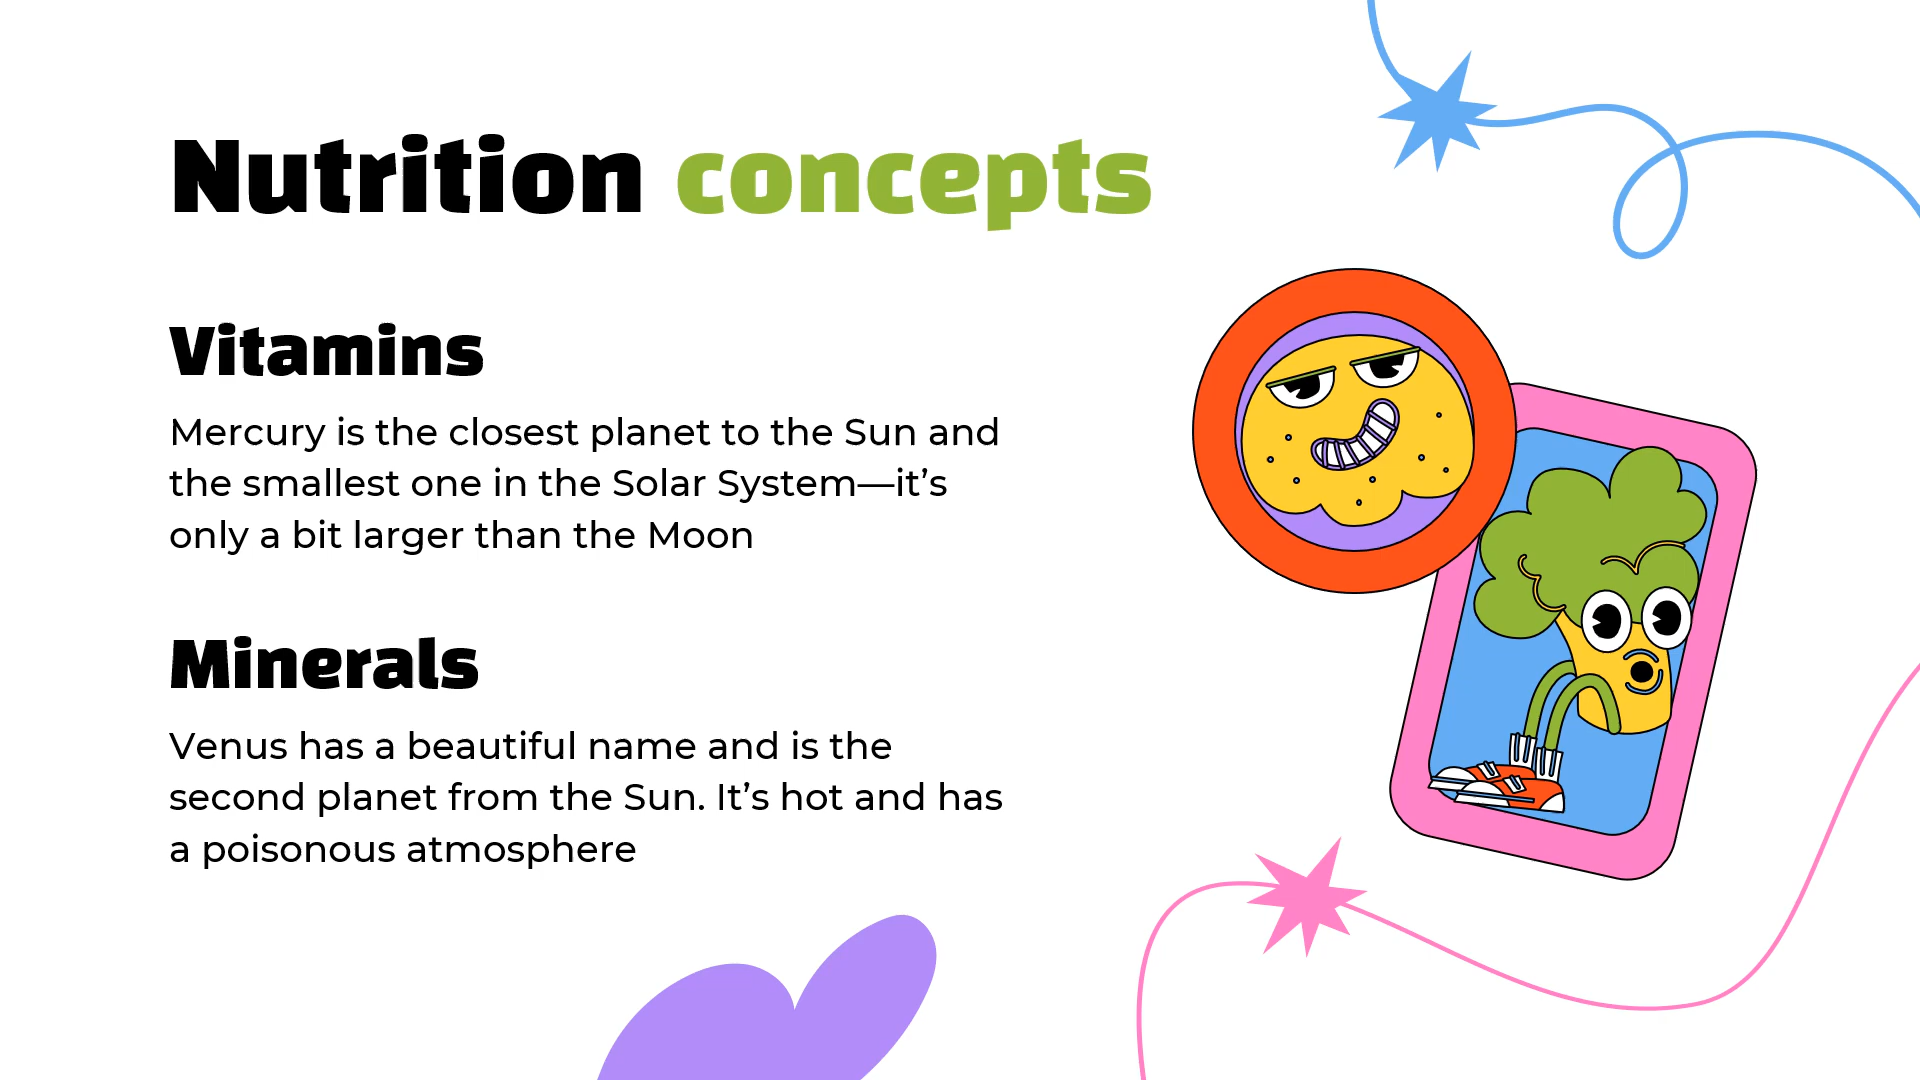 Nutrition concepts
Vitamins
Mercury is the closest planet to the Sun and
the smallest one in the Solar System—it’s
only a bit larger than the Moon
Minerals
Venus has a beautiful name and is the
second planet from the Sun. It’s hot and has
a poisonous atmosphere